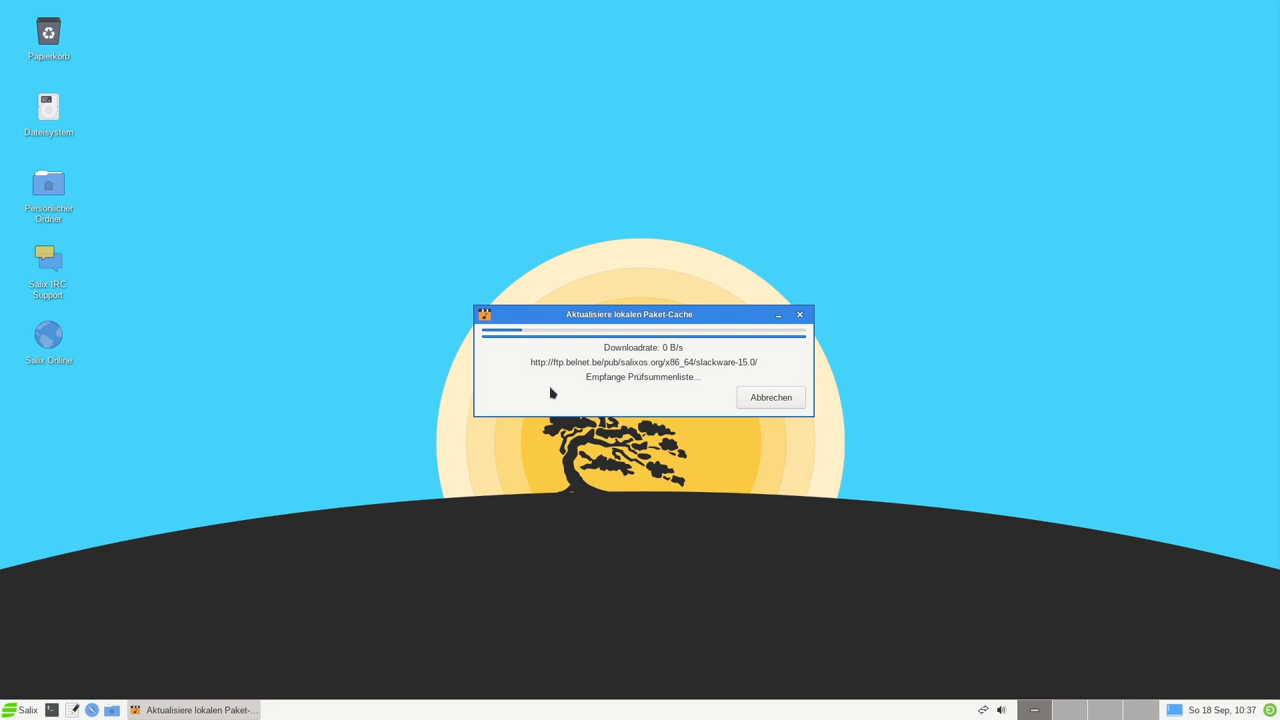 Papierkorb
Dateisystem
Persönlicher
Ordner
Salix IRC
Support
Salix Online
Aktualisiere lokalen Paket-Cache
Downloadrate: 0 B/s
http://ftp.belnet.be/pub/salixos.org/x86_64/slackware-15.0/
Empfange Prüfsummenliste...
Abbrechen
Salix
Aktualisiere lokalen Paket-...
So 18 Sep, 10:37